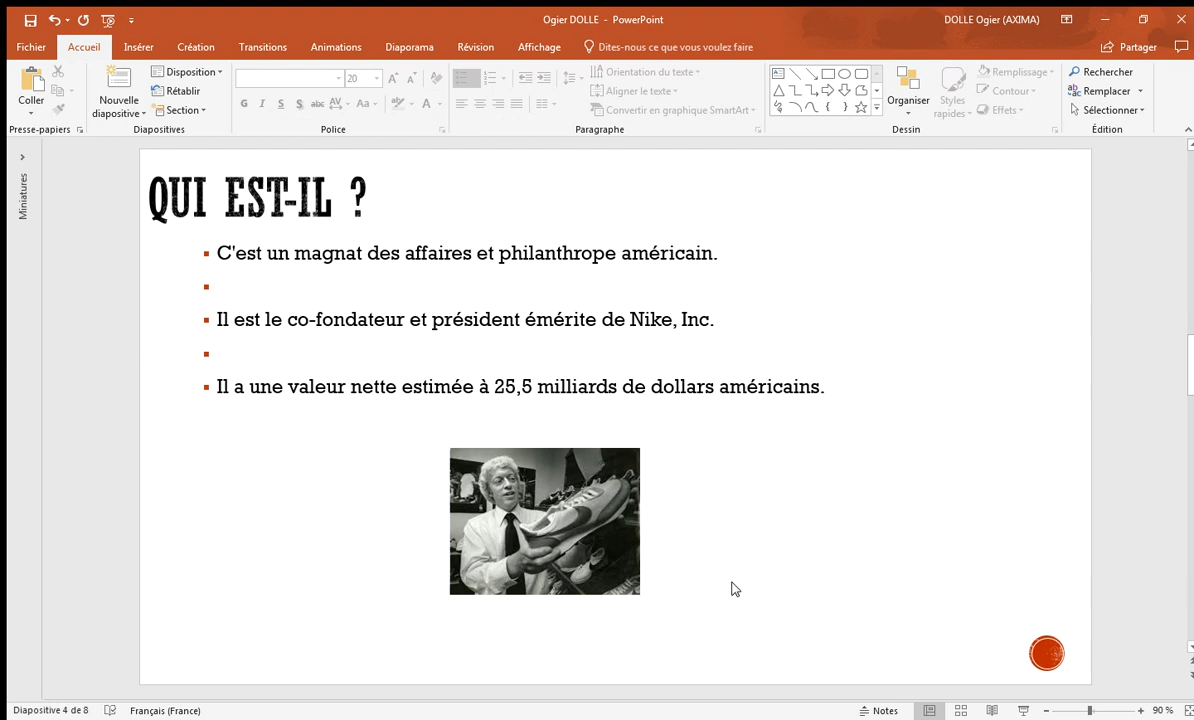 Ogier DOLLE - PowerPoint
DOLLE Ogier (AXIMA)
Fichier
Accueil
Insérer
Création
Transitions
Animations
Diaporama
Révision
Affichage
Dites-nous ce que vous voulez faire
Partager
Coller
Nouvelle
diapositive
Disposition
Rétablir
Section
20
G I S S abc AV Aa A
Orientation du texte
Aligner le texte
Convertir en graphique SmartArt
Organiser
Styles
rapides
Remplissage
Contour
Effets
Rechercher
Remplacer
Sélectionner
Presse-papiers
Diapositives
Police
Paragraphe
Dessin
Édition
Miniatures
QUI EST-IL ?
C'est un magnat des affaires et philanthrope américain.
Il est le co-fondateur et président émérite de Nike, Inc.
Il a une valeur nette estimée à 25,5 milliards de dollars américains.
Diapositive 4 de 8
Français (France)
Notes
90 %